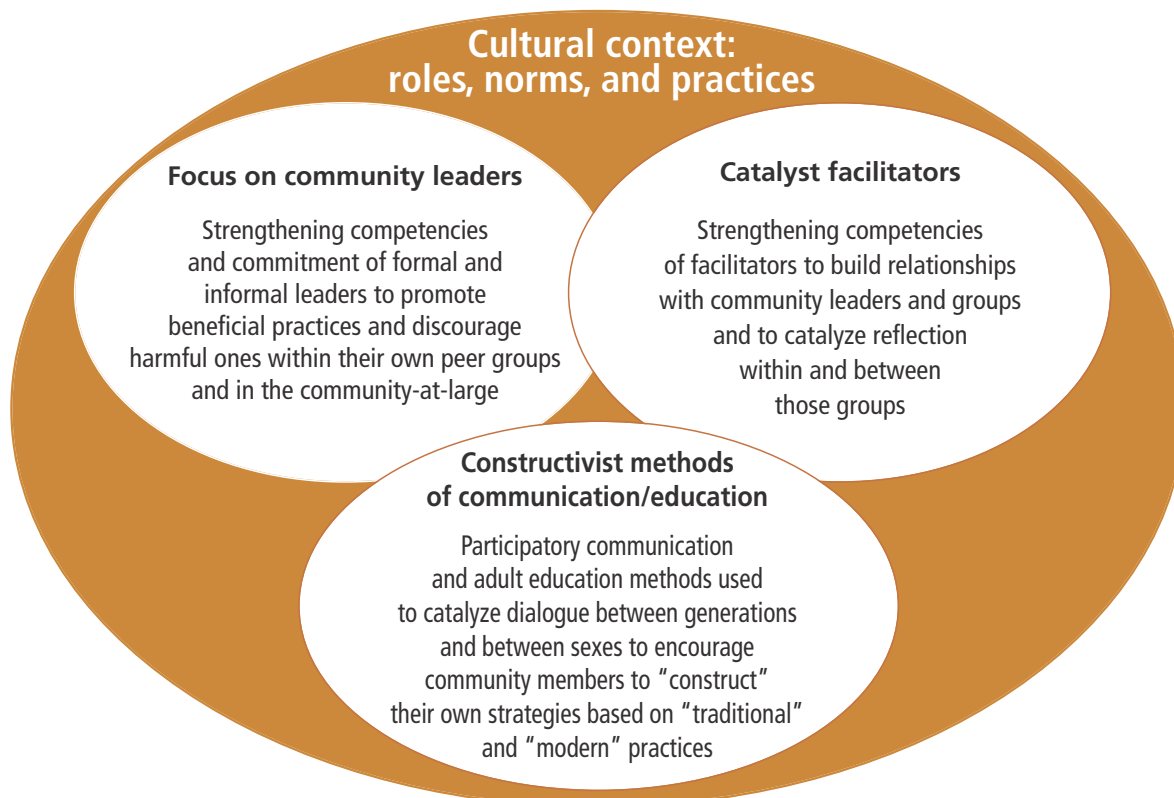 Cultural context:
roles, norms, and practices
Focus on community leaders
Strengthening competencies
and commitment of formal and
informal leaders to promote
beneficial practices and discourage
harmful ones within their own peer groups
and in the community-at-large
Catalyst facilitators
Strengthening competencies
of facilitators to build relationships
with community leaders and groups
and to catalyze reflection
within and between
those groups
Constructivist methods
of communication/education
Participatory communication
and adult education methods used
to catalyze dialogue between generations
and between sexes to encourage
community members to “construct”
their own strategies based on “traditional”
and “modern” practices